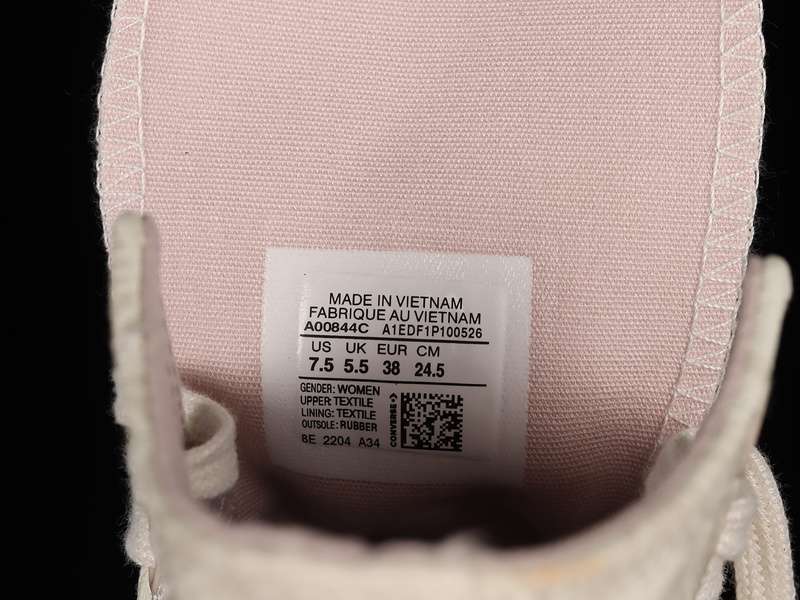 MADE IN VIETNAM
FABRIQUE AU VIETNAM
A00844C A1EDF1P100526
US UK EUR CM
7.5 5.5 38 24.5
GENDER: WOMEN
UPPER: TEXTILE
LINING: TEXTILE
OUTSOLE: RUBBER
BE 2204 A34
CONVERSE